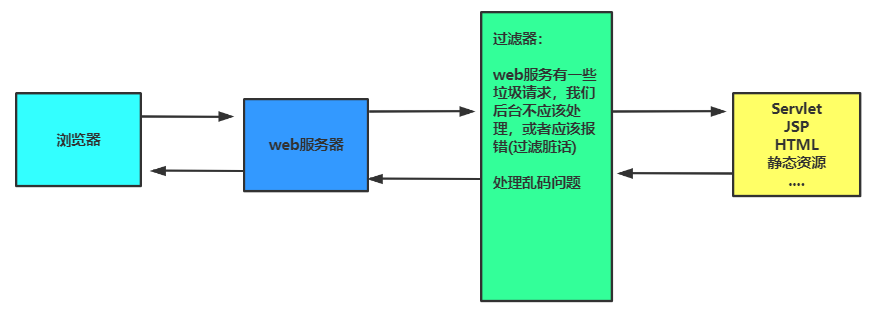 浏览器
web服务器
过滤器：
web服务有一些
垃圾请求，我们
后台不应该处
理，或者应该报
错(过滤脏话)
处理乱码问题
Servlet
JSP
HTML
静态资源
....